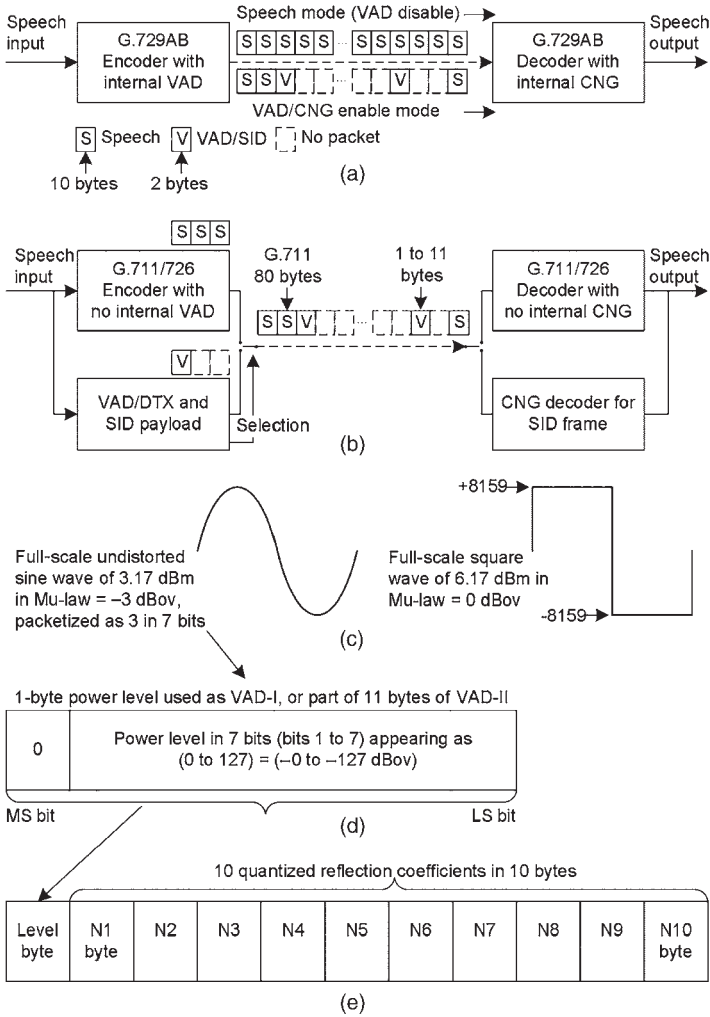 Speech mode (VAD disable)
Speech
input
G.729AB
Encoder with
internal VAD
S S S S S ... S S S S S S
S S V ... V S
VAD/CNG enable mode
G.729AB
Decoder with
internal CNG
Speech
output
S Speech V VAD/SID No packet
10 bytes 2 bytes
(a)
S S S
Speech
input
G.711/726
Encoder with
no internal VAD
G.711
80 bytes
1 to 11
bytes
G.711/726
Decoder with
no internal CNG
Speech
output
S S V ... V S
V
VAD/DTX and
SID payload
Selection
CNG decoder for
SID frame
(b)
Full-scale undistorted
sine wave of 3.17 dBm
in Mu-law = –3 dBov,
packetized as 3 in 7 bits
+8159
Full-scale square
wave of 6.17 dBm in
Mu-law = 0 dBov
-8159
(c)
1-byte power level used as VAD-I, or part of 11 bytes of VAD-II
0
Power level in 7 bits (bits 1 to 7) appearing as
(0 to 127) = (–0 to –127 dBov)
MS bit
LS bit
(d)
10 quantized reflection coefficients in 10 bytes
Level
byte
N1
byte
N2
N3
N4
N5
N6
N7
N8
N9
N10
byte
(e)